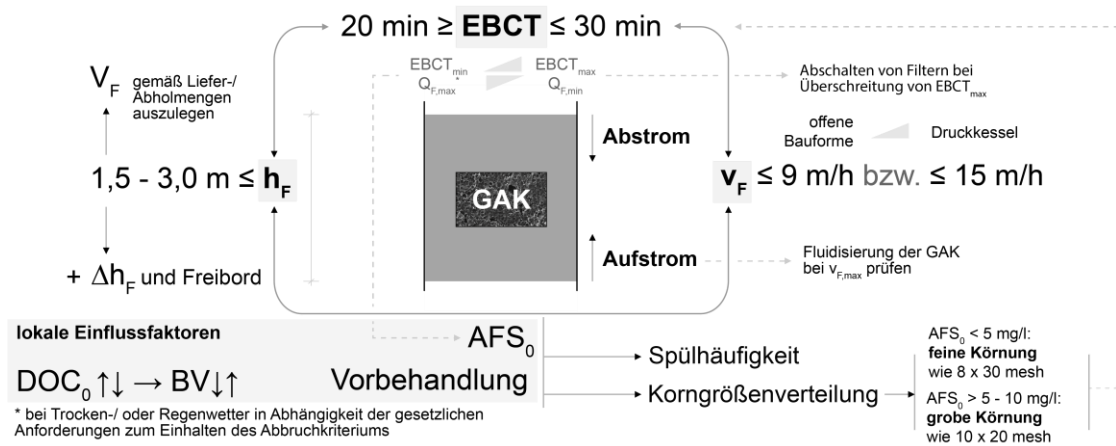 20 min ≥ EBCT ≤ 30 min
EBCT_min EBCT_max
Q_F,max* Q_F,min
V_F gemäß Liefer-/
Abholmengen
auszulegen
1,5 - 3,0 m ≤ h_F
+ Δh_F und Freibord
GAK
Abstrom
Aufstrom
Abschalten von Filtern bei
Überschreitung von EBCT_max
offene
Bauforme
Druckkessel
v_F ≤ 9 m/h bzw. ≤ 15 m/h
Fluidisierung der GAK
bei v_F,max prüfen
lokale Einflussfaktoren
AFS_0
DOC_0 ↑↓ → BV↓↑ Vorbehandlung
* bei Trocken-/ oder Regenwetter in Abhängigkeit der gesetzlichen
Anforderungen zum Einhalten des Abbruchkriteriums
Spülhäufigkeit
Korngrößenverteilung
AFS_0 < 5 mg/l:
feine Körnung
wie 8 x 30 mesh
AFS_0 > 5 - 10 mg/l:
grobe Körnung
wie 10 x 20 mesh